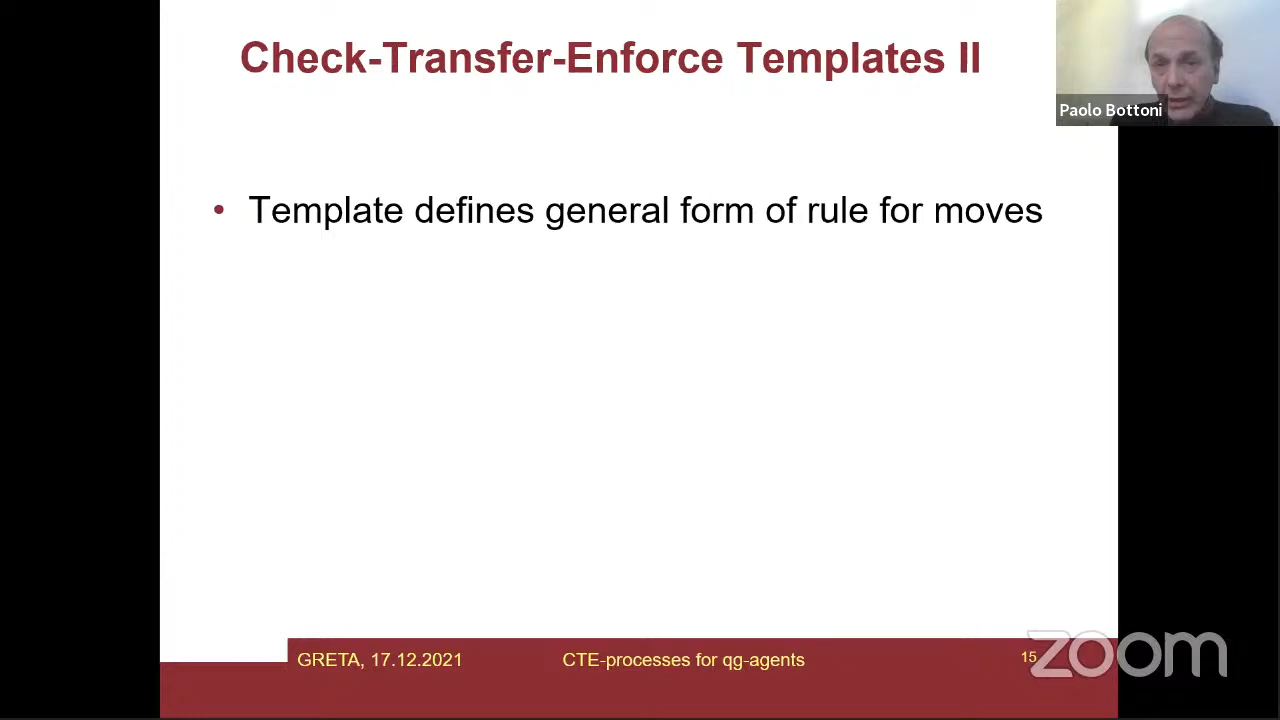 Check-Transfer-Enforce Templates II
Paolo Bottoni
• Template defines general form of rule for moves
GRETA, 17.12.2021
CTE-processes for qg-agents
15
zoom